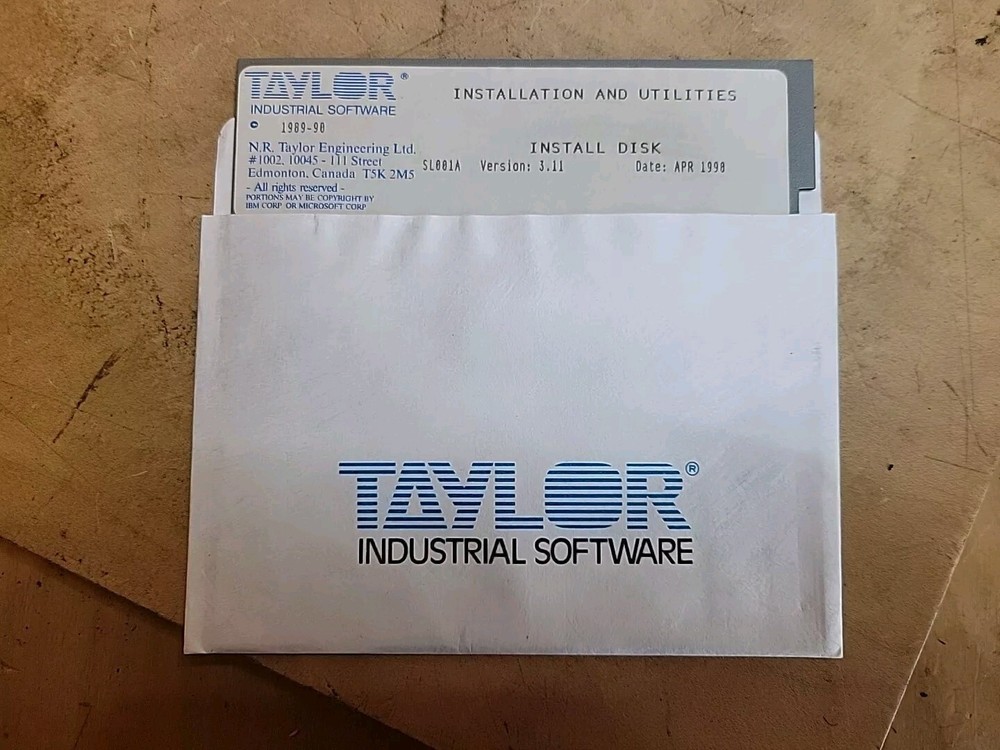 TAYLOR®
INDUSTRIAL SOFTWARE
© 1989-90
N.R. Taylor Engineering Ltd.
#1002, 10045 - 111 Street
Edmonton, Canada T5K 2M5
- All rights reserved -
PORTIONS MAY BE COPYRIGHT BY
IBM CORP OR MICROSOFT CORP
INSTALLATION AND UTILITIES
INSTALL DISK
SL001A Version: 3.11 Date: APR 1990
TAYLOR®
INDUSTRIAL SOFTWARE